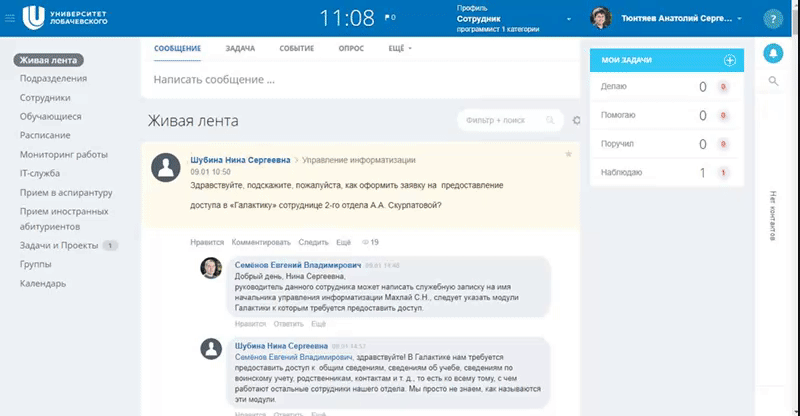 УНИВЕРСИТЕТ
ЛОБАЧЕВСКОГО
11:08
0
Профиль
Сотрудник
программист 1 категории
Тюнтяев Анатолий Серге...
?
Живая лента
Подразделения
Сотрудники
Обучающиеся
Расписание
Мониторинг работы
IT-служба
Прием в аспирантуру
Прием иностранных
абитуриентов
Задачи и Проекты 1
Группы
Календарь
СООБЩЕНИЕ ЗАДАЧА СОБЫТИЕ ОПРОС ЕЩЁ
Написать сообщение ...
Живая лента
Фильтр + поиск
Шубина Нина Сергеевна > Управление информатизации
09.01 10:50
Здравствуйте, подскажите, пожалуйста, как оформить заявку на предоставление
доступа в «Галактику» сотруднице 2-го отдела А.А. Скурпатовой?
Нравится Комментировать Следить Ещё 19
Семёнов Евгений Владимирович 09.01 11:40
Добрый день, Нина Сергеевна,
руководитель данного сотрудника может написать служебную записку на имя
начальника управления информатизации Махлай С.Н., следует указать модули
Галактики к которым требуется предоставить доступ.
Нравится Ответить Ещё
Шубина Нина Сергеевна 09.01 14:57
Семёнов Евгений Владимирович, здравствуйте! В Галактике нам требуется
предоставить доступ к общим сведениям, сведениям об учебе, сведениям по
воинскому учету, родственникам, контактам и т. д., то есть ко всему тому, с чем
работают остальные сотрудники нашего отдела. Мы просто не знаем, как называются
эти модули.
Нравится Ответить Ещё
МОИ ЗАДАЧИ
Делаю 0 0
Помогаю 0 0
Поручил 0 0
Наблюдаю 1 1
Нет контактов